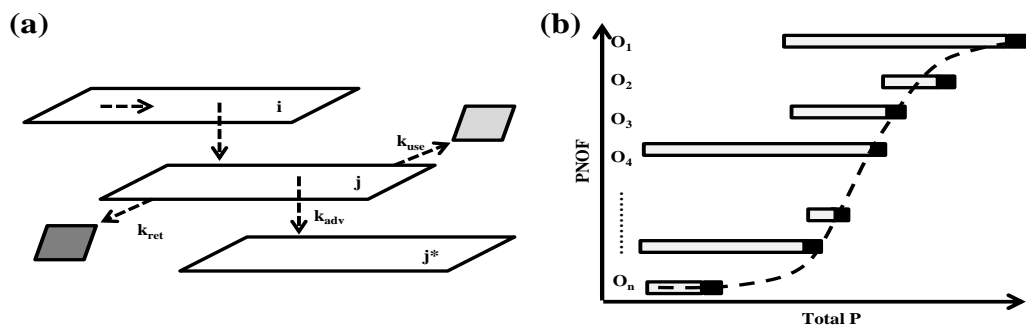 (a)
i
k_use
j
k_adv
k_ret
j*
(b)
PNOF
O_1
O_2
O_3
O_4
O_n
Total P